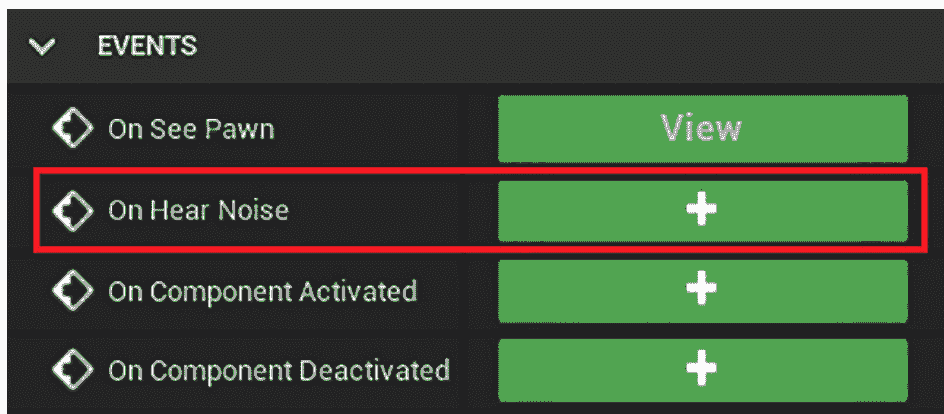 EVENTS
On See Pawn View
On Hear Noise +
On Component Activated +
On Component Deactivated +